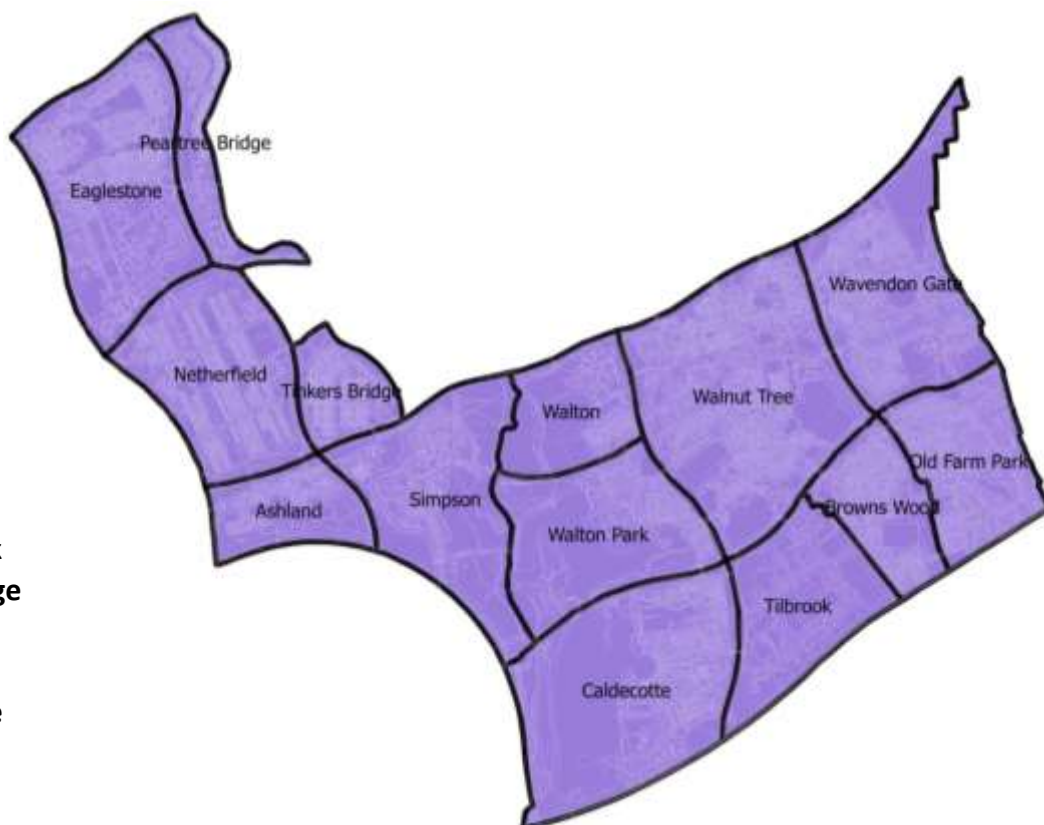 Peartree Bridge
Eaglestone
Wavendon Gate
Netherfield
Tinkers Bridge
Walton
Walnut Tree
Old Farm Park
Simpson
Ashland
Browns Wood
Walton Park
ge
Tilbrook
Caldecotte
e